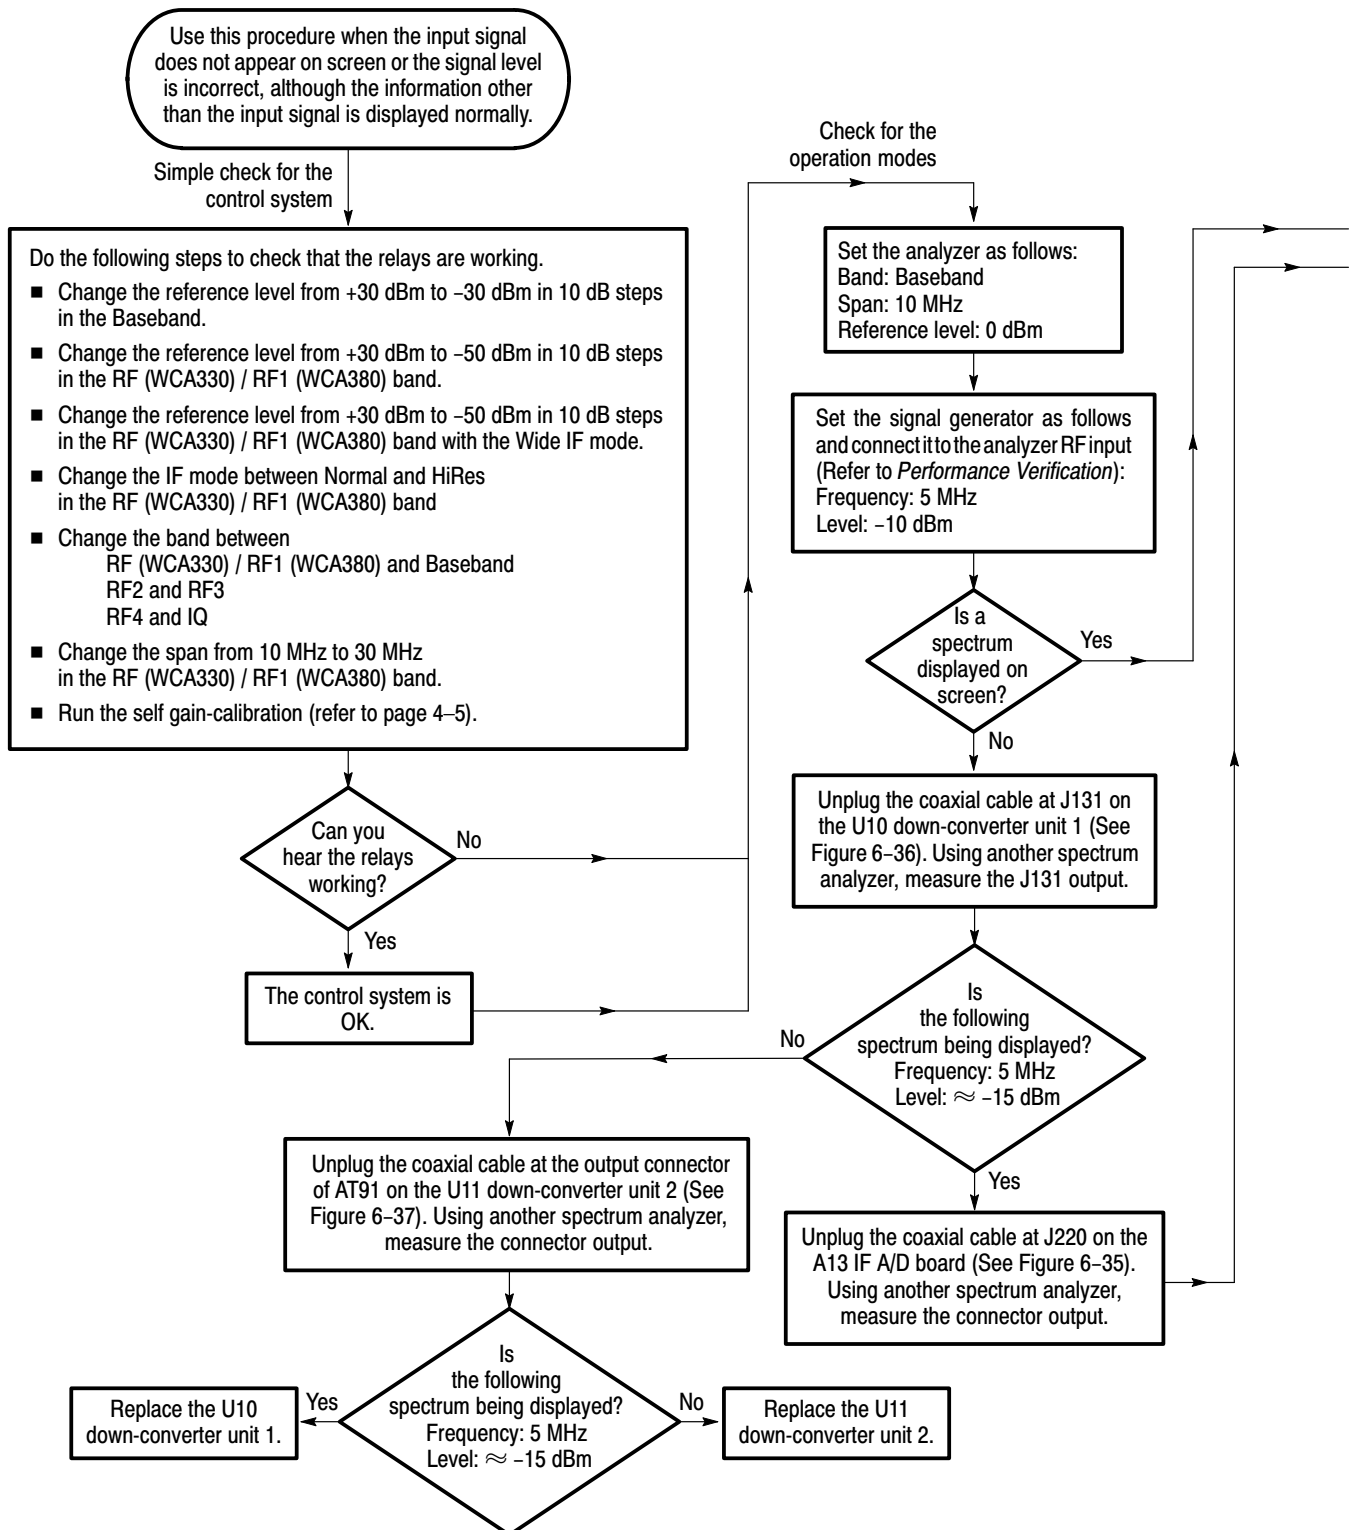 Use this procedure when the input signal
does not appear on screen or the signal level
is incorrect, although the information other
than the input signal is displayed normally.
Simple check for the
control system
Do the following steps to check that the relays are working.
■ Change the reference level from +30 dBm to –30 dBm in 10 dB steps
in the Baseband.
■ Change the reference level from +30 dBm to –50 dBm in 10 dB steps
in the RF (WCA330) / RF1 (WCA380) band.
■ Change the reference level from +30 dBm to –50 dBm in 10 dB steps
in the RF (WCA330) / RF1 (WCA380) band with the Wide IF mode.
■ Change the IF mode between Normal and HiRes
in the RF (WCA330) / RF1 (WCA380) band
■ Change the band between
RF (WCA330) / RF1 (WCA380) and Baseband
RF2 and RF3
RF4 and IQ
■ Change the span from 10 MHz to 30 MHz
in the RF (WCA330) / RF1 (WCA380) band.
■ Run the self gain-calibration (refer to page 4–5).
Can you
hear the relays
working?
No
Yes
The control system is
OK.
Check for the
operation modes
Set the analyzer as follows:
Band: Baseband
Span: 10 MHz
Reference level: 0 dBm
Set the signal generator as follows
and connect it to the analyzer RF input
(Refer to Performance Verification):
Frequency: 5 MHz
Level: –10 dBm
Is a
spectrum
displayed on
screen?
Yes
No
Unplug the coaxial cable at J131 on
the U10 down-converter unit 1 (See
Figure 6–36). Using another spectrum
analyzer, measure the J131 output.
Is
the following
spectrum being displayed?
Frequency: 5 MHz
Level: ≈ –15 dBm
No
Yes
Unplug the coaxial cable at J220 on the
A13 IF A/D board (See Figure 6–35).
Using another spectrum analyzer,
measure the connector output.
Unplug the coaxial cable at the output connector
of AT91 on the U11 down-converter unit 2 (See
Figure 6–37). Using another spectrum analyzer,
measure the connector output.
Is
the following
spectrum being displayed?
Frequency: 5 MHz
Level: ≈ –15 dBm
Yes
No
Replace the U10
down-converter unit 1.
Replace the U11
down-converter unit 2.